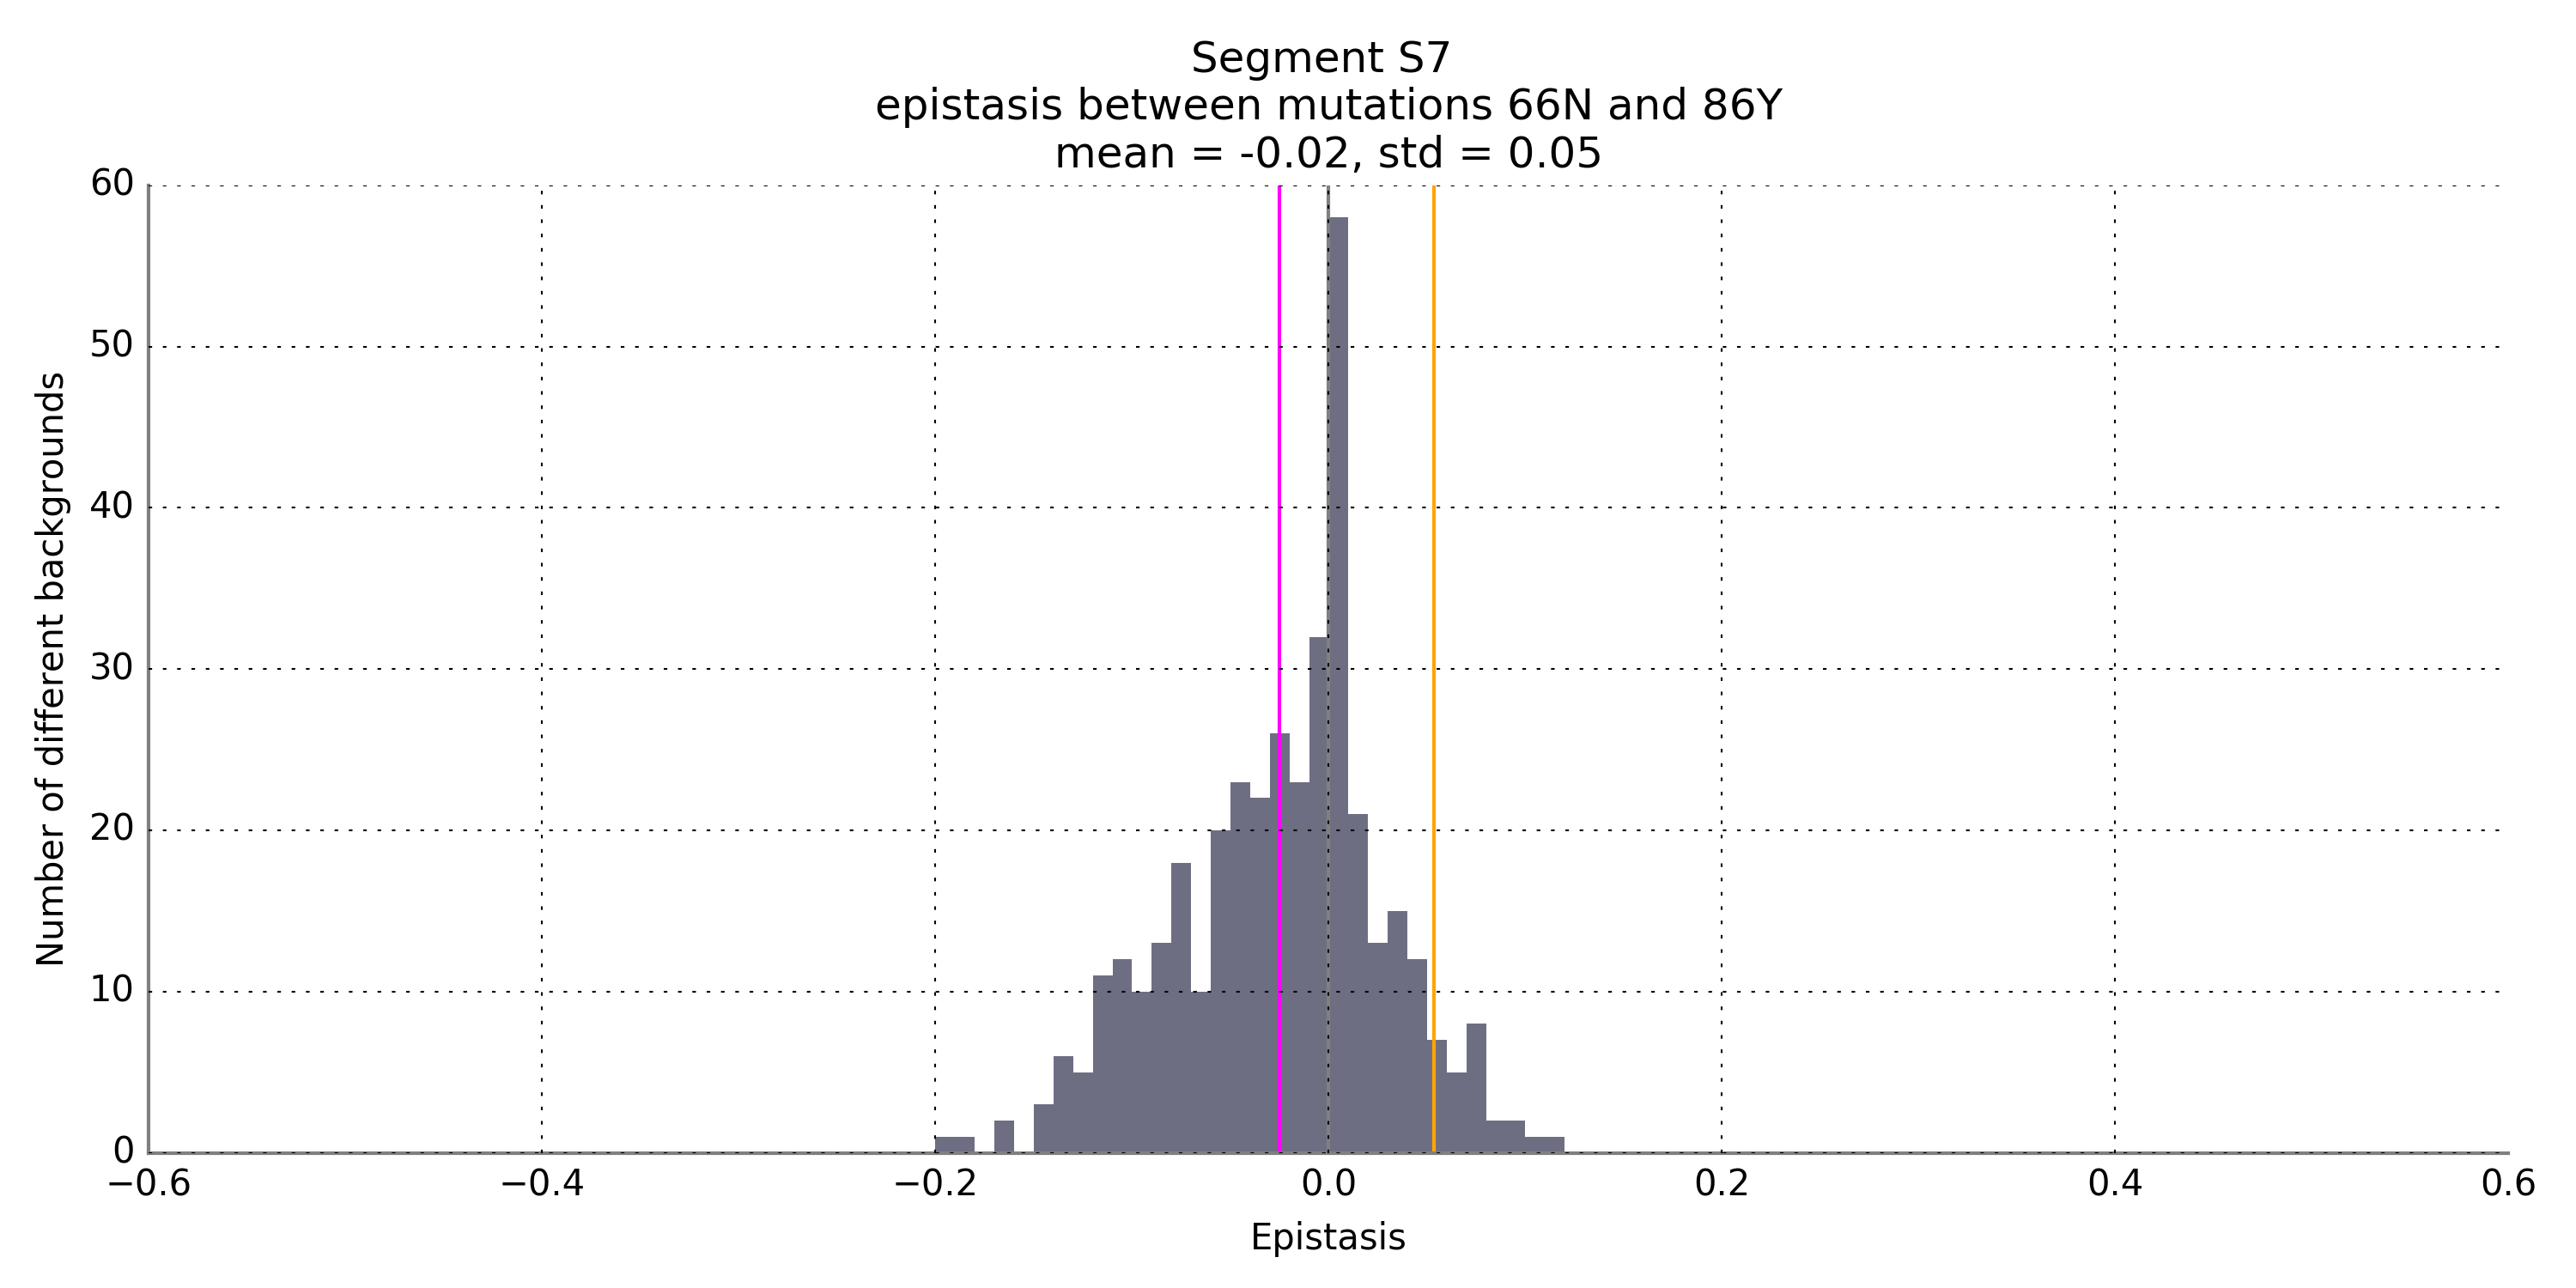 Segment S7
epistasis between mutations 66N and 86Y
mean = -0.02, std = 0.05
60
50
40
30
20
10
0
Number of different backgrounds
−0.6
−0.4
−0.2
0.0
0.2
0.4
0.6
Epistasis